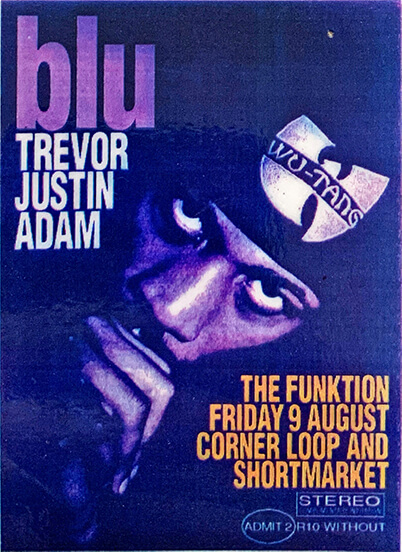 blu
TREVOR
JUSTIN
ADAM
WU-TANG
THE FUNKTION
FRIDAY 9 AUGUST
CORNER LOOP AND
SHORTMARKET
STEREO
ADMIT 2 R10 WITHOUT